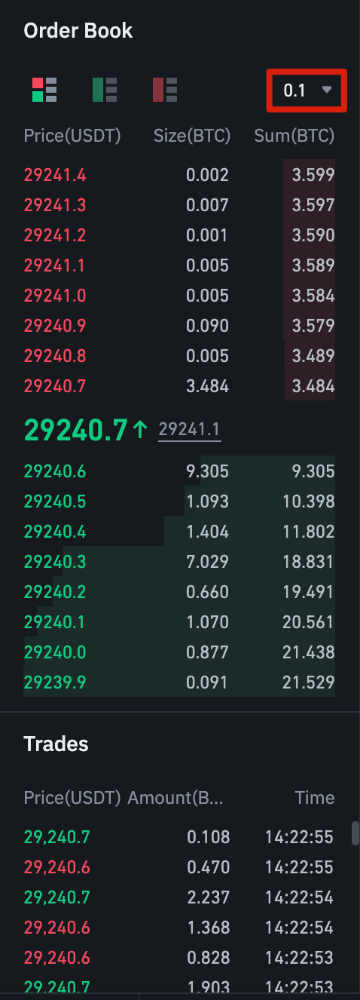 Order Book
0.1
Price(USDT) Size(BTC) Sum(BTC)
29241.4 0.002 3.599
29241.3 0.007 3.597
29241.2 0.001 3.590
29241.1 0.005 3.589
29241.0 0.005 3.584
29240.9 0.090 3.579
29240.8 0.005 3.489
29240.7 3.484 3.484
29240.7↑ 29241.1
29240.6 9.305 9.305
29240.5 1.093 10.398
29240.4 1.404 11.802
29240.3 7.029 18.831
29240.2 0.660 19.491
29240.1 1.070 20.561
29240.0 0.877 21.438
29239.9 0.091 21.529
Trades
Price(USDT) Amount(B... Time
29,240.7 0.108 14:22:55
29,240.6 0.470 14:22:55
29,240.7 2.237 14:22:54
29,240.6 1.368 14:22:54
29,240.6 0.828 14:22:53
29,240.7 1.903 14:22:53